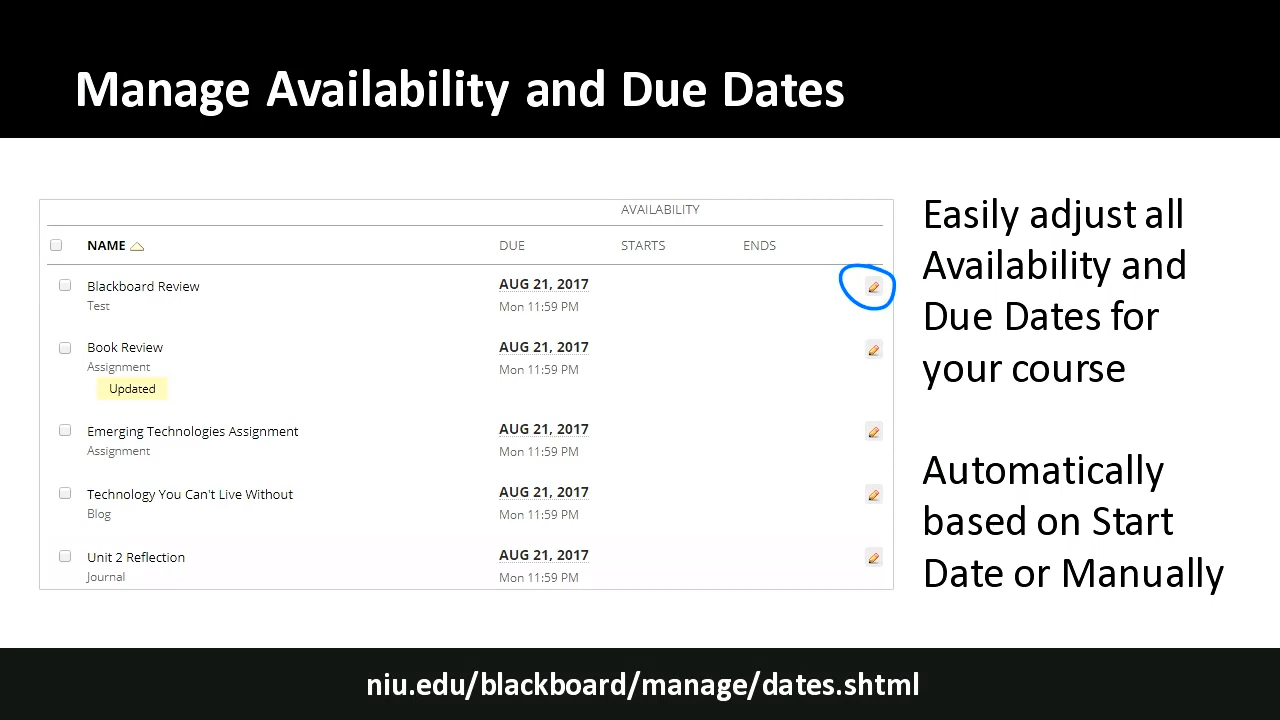 Manage Availability and Due Dates
AVAILABILITY
NAME DUE STARTS ENDS
Blackboard Review AUG 21, 2017
Test Mon 11:59 PM
Book Review AUG 21, 2017
Assignment Mon 11:59 PM
Updated
Emerging Technologies Assignment AUG 21, 2017
Assignment Mon 11:59 PM
Technology You Can't Live Without AUG 21, 2017
Blog Mon 11:59 PM
Unit 2 Reflection AUG 21, 2017
Journal Mon 11:59 PM
Easily adjust all
Availability and
Due Dates for
your course
Automatically
based on Start
Date or Manually
niu.edu/blackboard/manage/dates.shtml